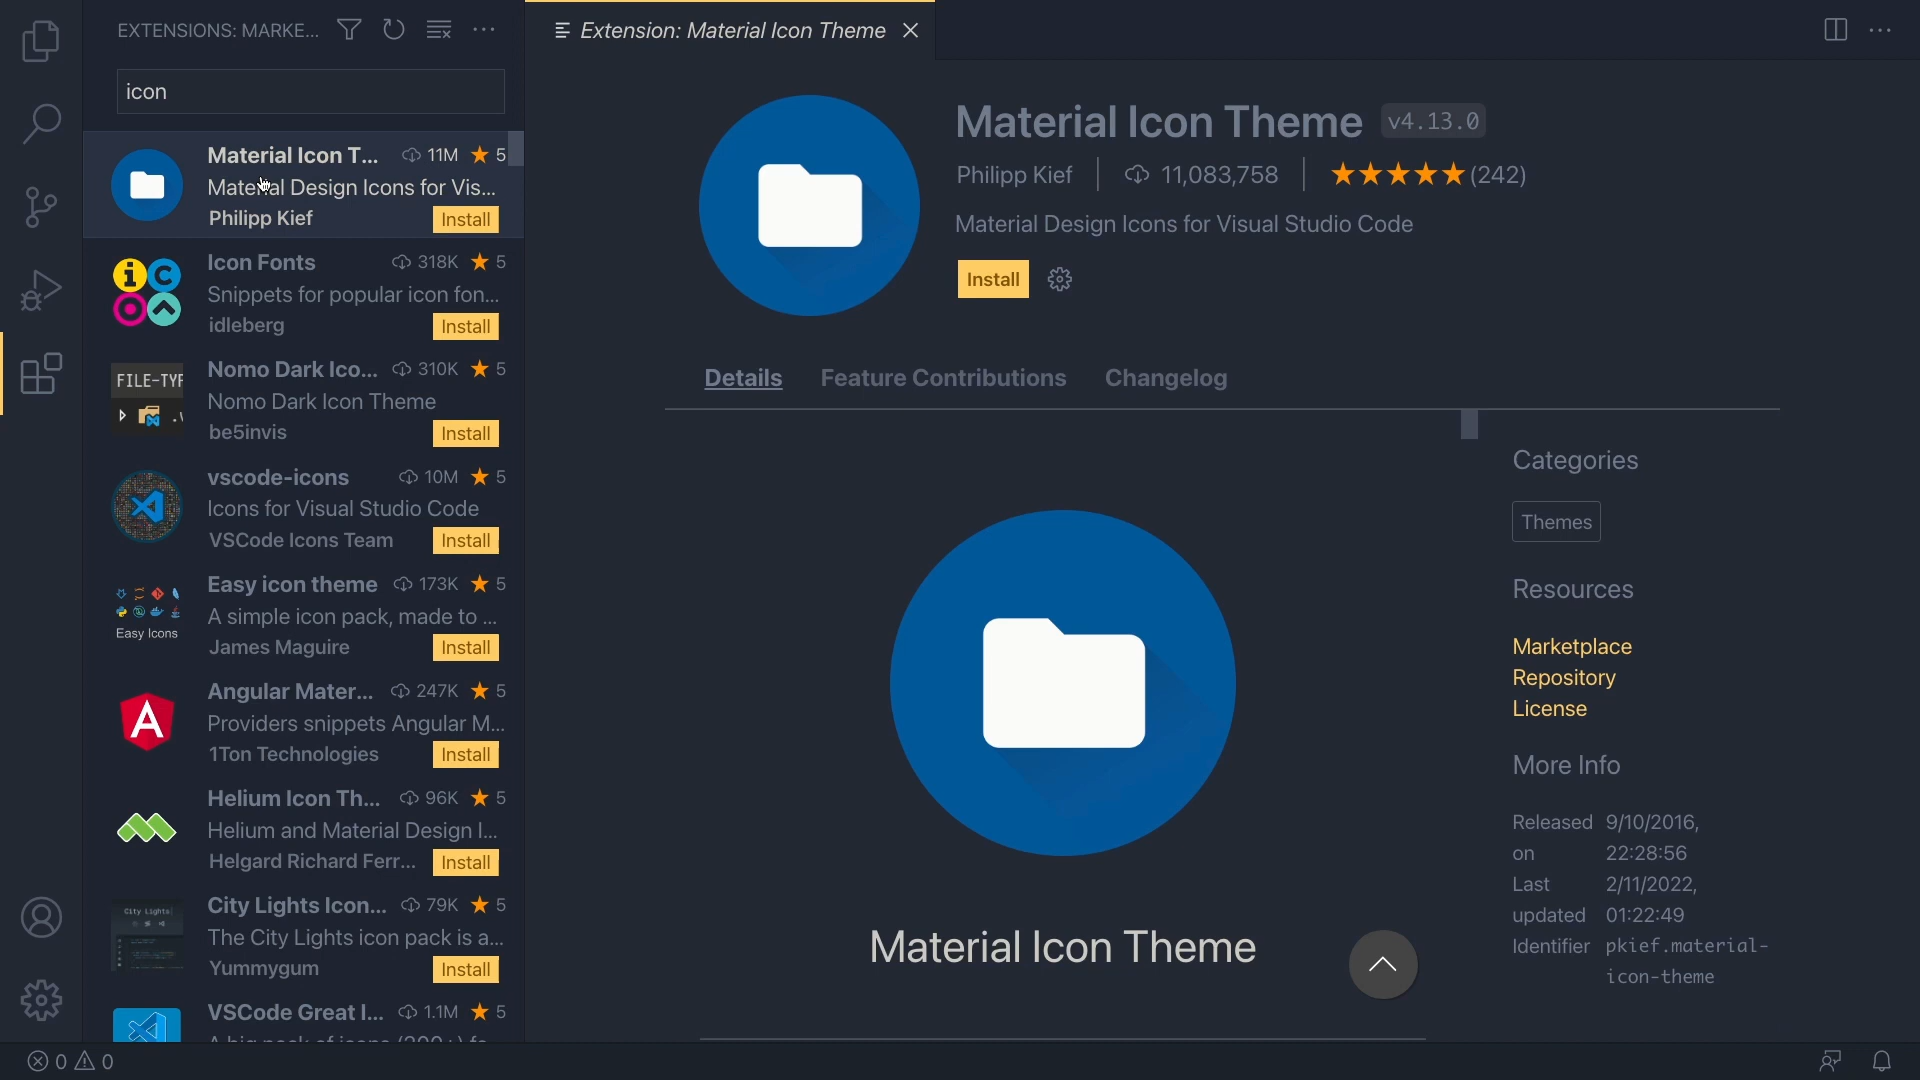 EXTENSIONS: MARKE...
icon
Material Icon T... 11M 5
Material Design Icons for Vis...
Philipp Kief Install
Icon Fonts 318K 5
Snippets for popular icon fon...
idleberg Install
FILE-TYP
Nomo Dark Ico... 310K 5
Nomo Dark Icon Theme
be5invis Install
vscode-icons 10M 5
Icons for Visual Studio Code
VSCode Icons Team Install
Easy Icons
Easy icon theme 173K 5
A simple icon pack, made to ...
James Maguire Install
Angular Mater... 247K 5
Providers snippets Angular M...
1Ton Technologies Install
Helium Icon Th... 96K 5
Helium and Material Design I...
Helgard Richard Ferr... Install
City Lights
City Lights Icon... 79K 5
The City Lights icon pack is a...
Yummygum Install
VSCode Great I... 1.1M 5
A big pack of icons (200+) fo...
0 0
Extension: Material Icon Theme
Material Icon Theme v4.13.0
Philipp Kief 11,083,758 (242)
Material Design Icons for Visual Studio Code
Install
Details Feature Contributions Changelog
Material Icon Theme
Categories
Themes
Resources
Marketplace
Repository
License
More Info
Released 9/10/2016,
on 22:28:56
Last 2/11/2022,
updated 01:22:49
Identifier pkief.material-
icon-theme